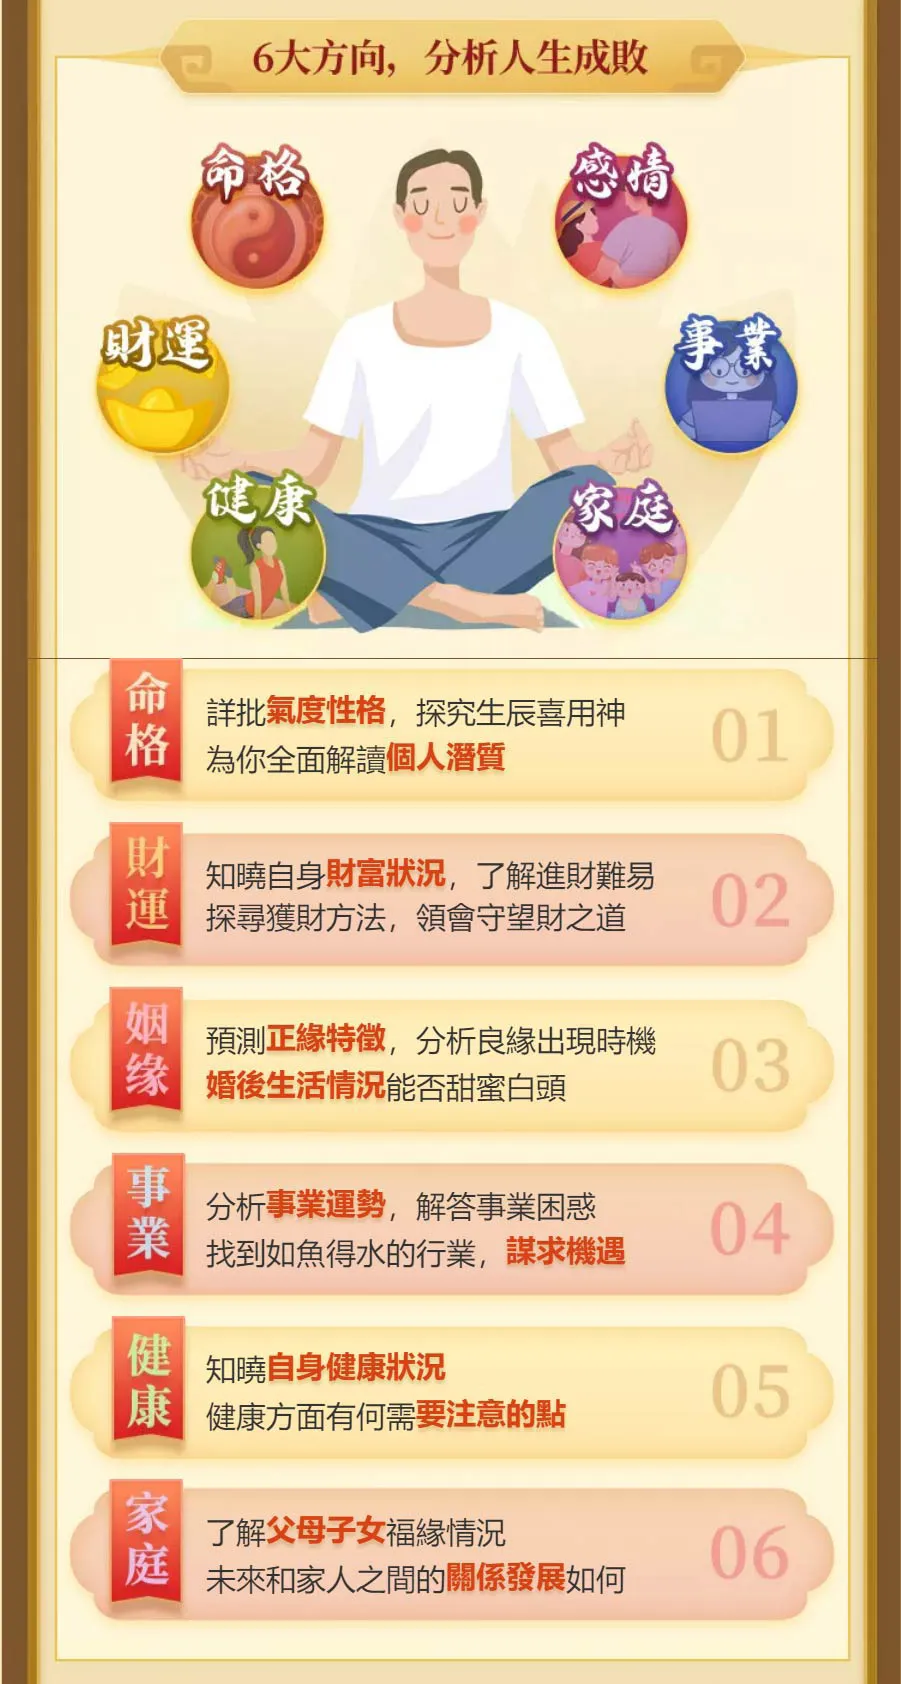 6大方向，分析人生成敗
命格
感情
財運
事業
健康
家庭
命格
詳批氣度性格，探究生辰喜用神
為你全面解讀個人潛質
01
財運
知曉自身財富狀況，了解進財難易
探尋獲財方法，領會守望財之道
02
姻缘
預測正緣特徵，分析良緣出現時機
婚後生活情況能否甜蜜白頭
03
事業
分析事業運勢，解答事業困惑
找到如魚得水的行業，謀求機遇
04
健康
知曉自身健康狀況
健康方面有何需要注意的點
05
家庭
了解父母子女福緣情況
未來和家人之間的關係發展如何
06